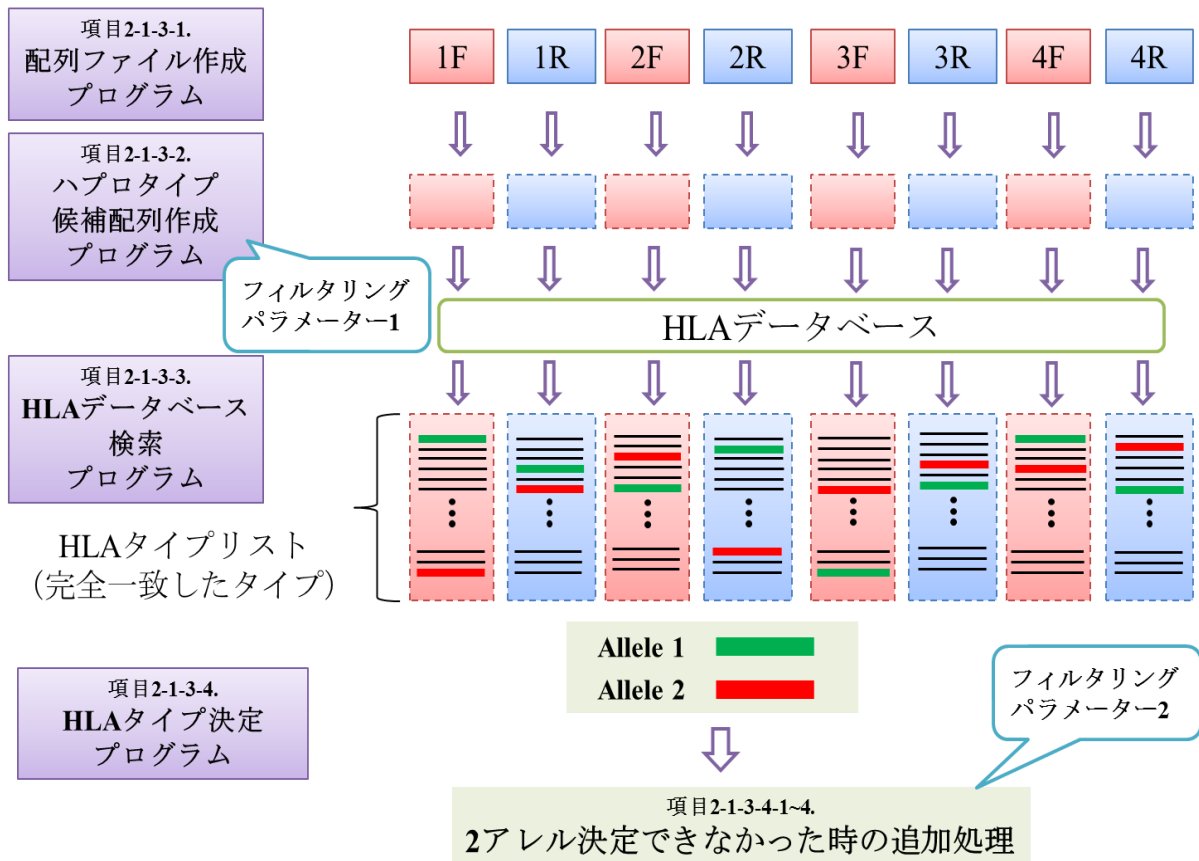 項目2-1-3-1.
配列ファイル作成
プログラム
1F
1R
2F
2R
3F
3R
4F
4R
項目2-1-3-2.
ハプロタイプ
候補配列作成
プログラム
フィルタリング
パラメーター1
HLAデータベース
項目2-1-3-3.
HLAデータベース
検索
プログラム
HLAタイプリスト
（完全一致したタイプ）
Allele 1
Allele 2
項目2-1-3-4.
HLAタイプ決定
プログラム
フィルタリング
パラメーター2
項目2-1-3-4-1~4.
2アレル決定できなかった時の追加処理